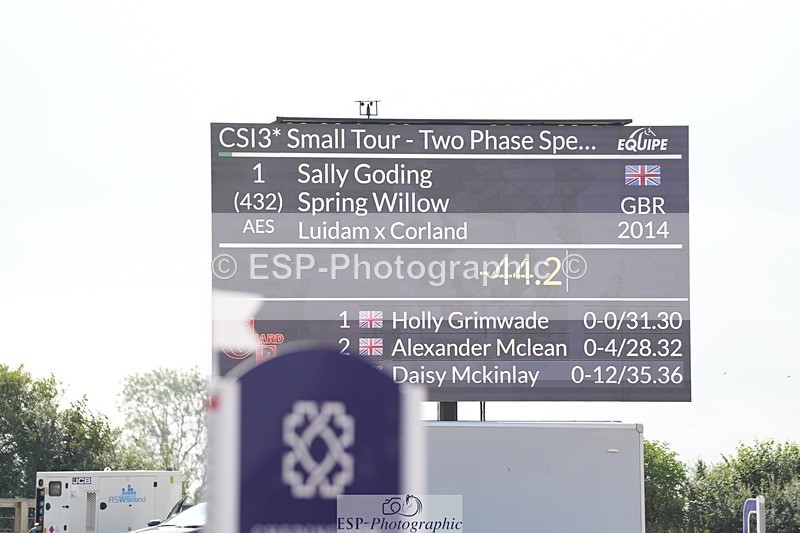 CSI3* Small Tour - Two Phase Spe...
EQUIPE
1 Sally Goding
(432) Spring Willow GBR
AES Luidam x Corland 2014
© ESP-Photographic ©
-44.2
1 Holly Grimwade 0-0/31.30
2 Alexander Mclean 0-4/28.32
Daisy Mckinlay 0-12/35.36
JCB
RSWSound
ESP-Photographic